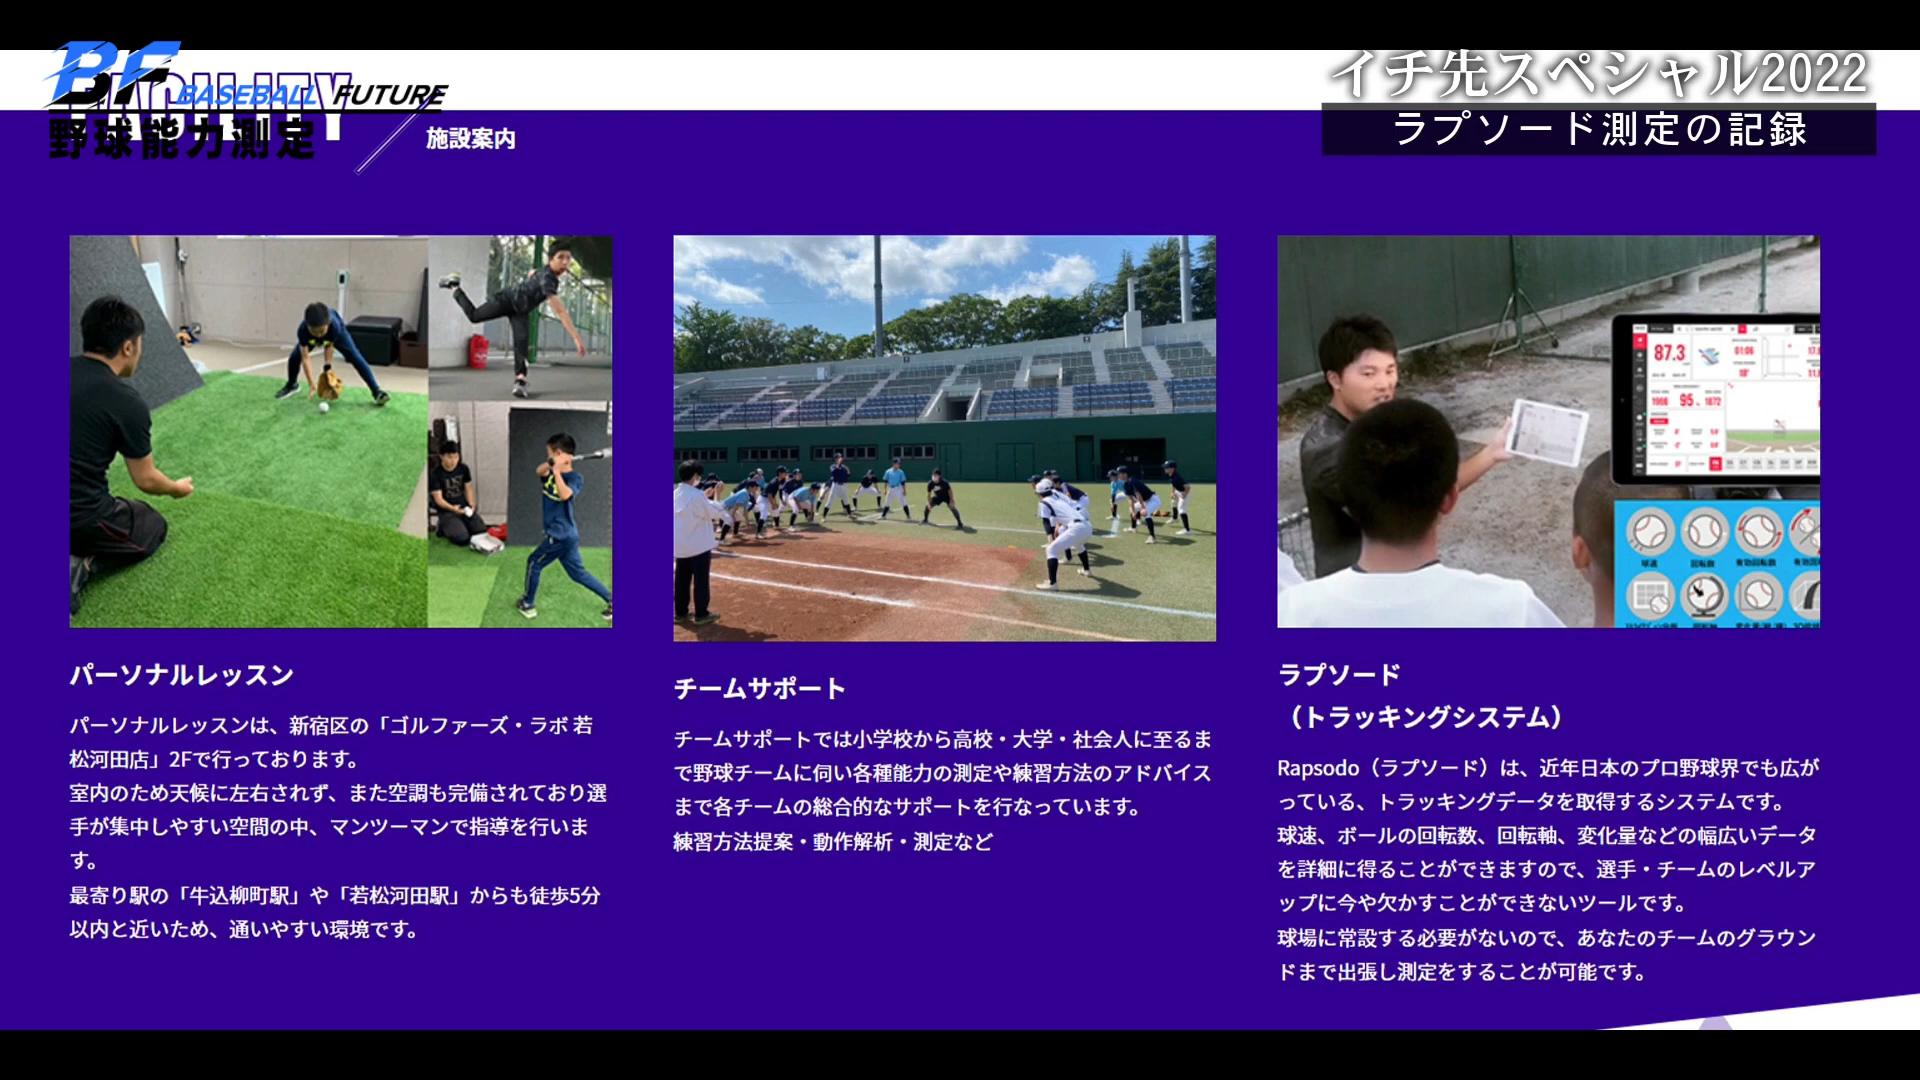 BF BASEBALL FUTURE
野球能力測定
FACILITY
施設案内
イチ先スペシャル2022
ラプソード測定の記録
パーソナルレッスン
パーソナルレッスンは、新宿区の「ゴルファーズ・ラボ 若
松河田店」2Fで行っております。
室内のため天候に左右されず、また空調も完備されており選
手が集中しやすい空間の中、マンツーマンで指導を行いま
す。
最寄り駅の「牛込柳町駅」や「若松河田駅」からも徒歩5分
以内と近いため、通いやすい環境です。
チームサポート
チームサポートでは小学校から高校・大学・社会人に至るま
で野球チームに伺い各種能力の測定や練習方法のアドバイス
まで各チームの総合的なサポートを行なっています。
練習方法提案・動作解析・測定など
87.3
01:06
95
1872
球速
回転数
有効回転数
ラプソード
（トラッキングシステム）
Rapsodo（ラプソード）は、近年日本のプロ野球界でも広が
っている、トラッキングデータを取得するシステムです。
球速、ボールの回転数、回転軸、変化量などの幅広いデータ
を詳細に得ることができますので、選手・チームのレベルア
ップに今や欠かすことができないツールです。
球場に常設する必要がないので、あなたのチームのグラウン
ドまで出張し測定をすることが可能です。